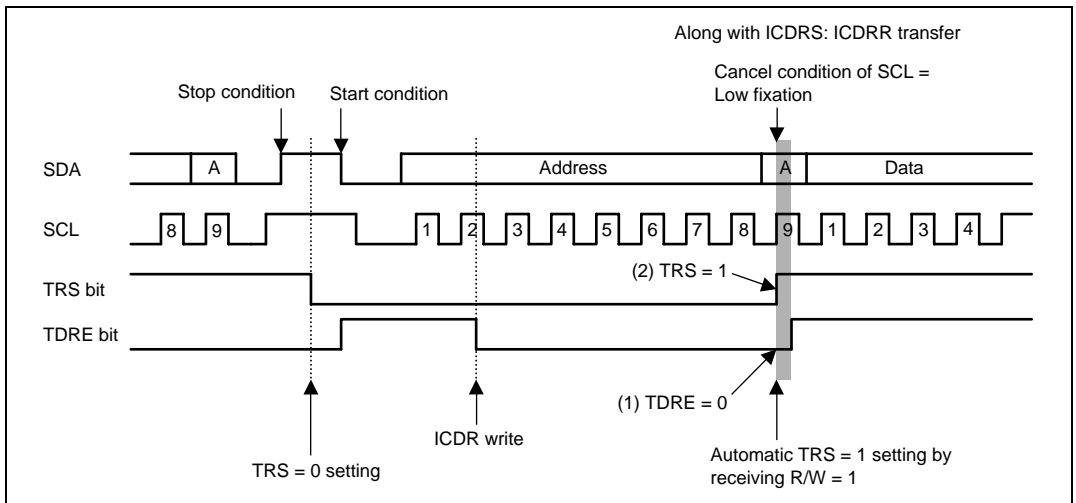 Along with ICDRS: ICDRR transfer
Cancel condition of SCL =
Low fixation
Stop condition
Start condition
SDA
A
Address
A
Data
SCL
8
9
1
2
3
4
5
6
7
8
9
1
2
3
4
(2) TRS = 1
TRS bit
TDRE bit
(1) TDRE = 0
ICDR write
TRS = 0 setting
Automatic TRS = 1 setting by
receiving R/W = 1